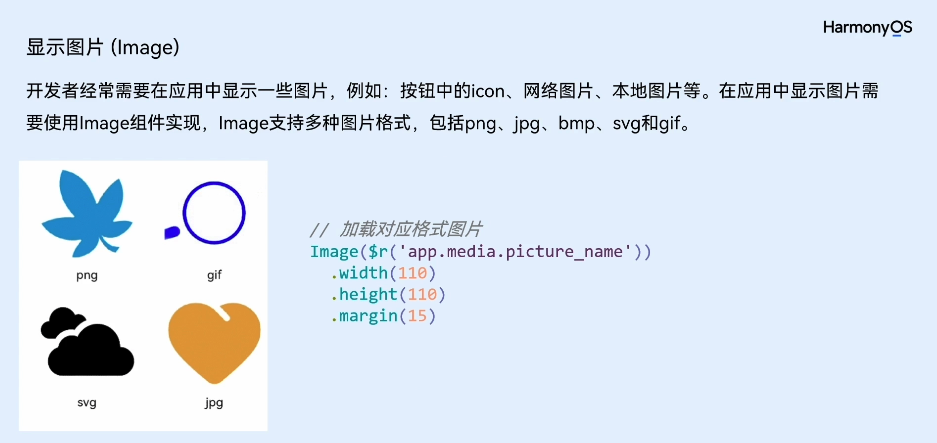 HarmonyOS
显示图片 (Image)
开发者经常需要在应用中显示一些图片，例如：按钮中的icon、网络图片、本地图片等。在应用中显示图片需
要使用Image组件实现，Image支持多种图片格式，包括png、jpg、bmp、svg和gif。
png
gif
svg
jpg
// 加载对应格式图片
Image($r('app.media.picture_name'))
.width(110)
.height(110)
.margin(15)